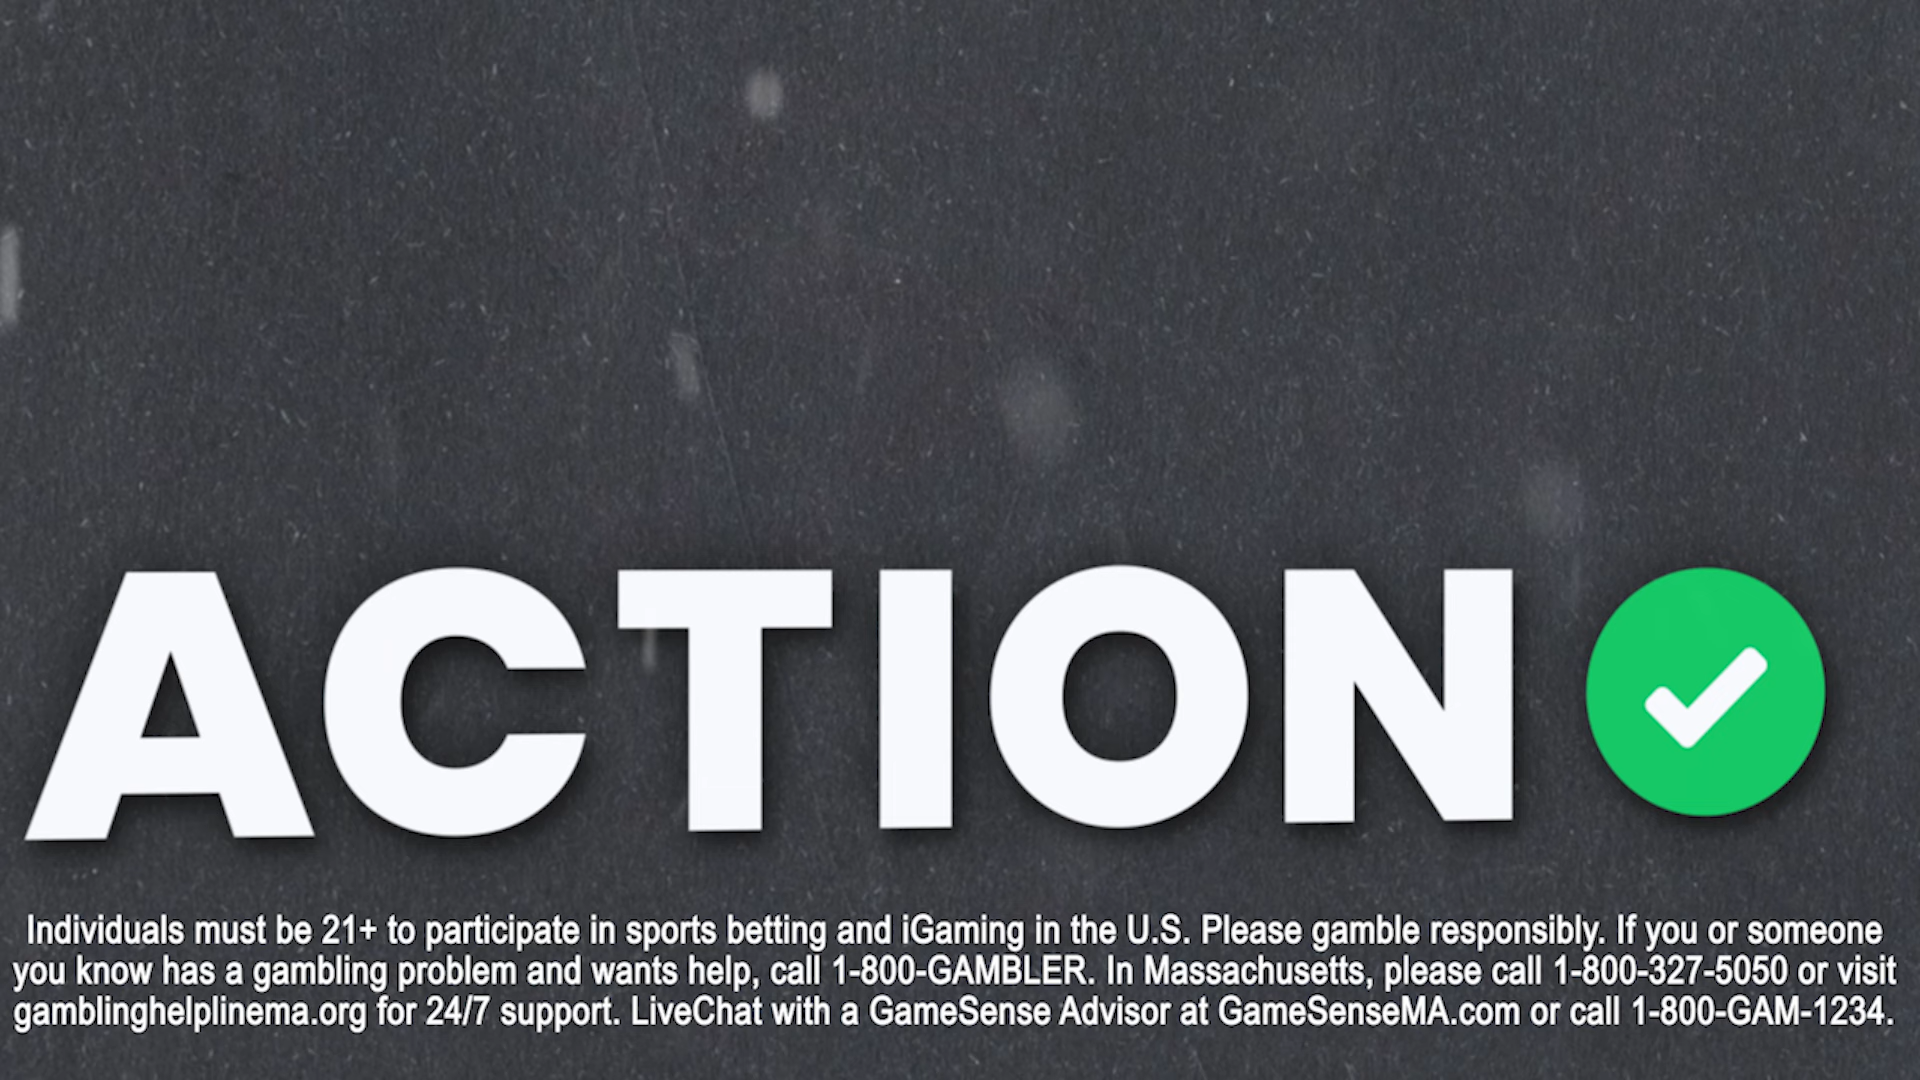 ACTION
Individuals must be 21+ to participate in sports betting and iGaming in the U.S. Please gamble responsibly. If you or someone
you know has a gambling problem and wants help, call 1-800-GAMBLER. In Massachusetts, please call 1-800-327-5050 or visit
gamblinghelplinema.org for 24/7 support. LiveChat with a GameSense Advisor at GameSenseMA.com or call 1-800-GAM-1234.